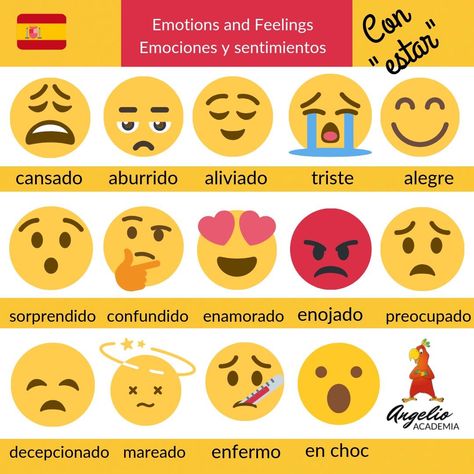 Emotions and Feelings
Emociones y sentimientos
Con
"estar"
cansado aburrido aliviado triste alegre
sorprendido confundido enamorado enojado preocupado
Angelio
ACADEMIA
decepcionado mareado enfermo en choc